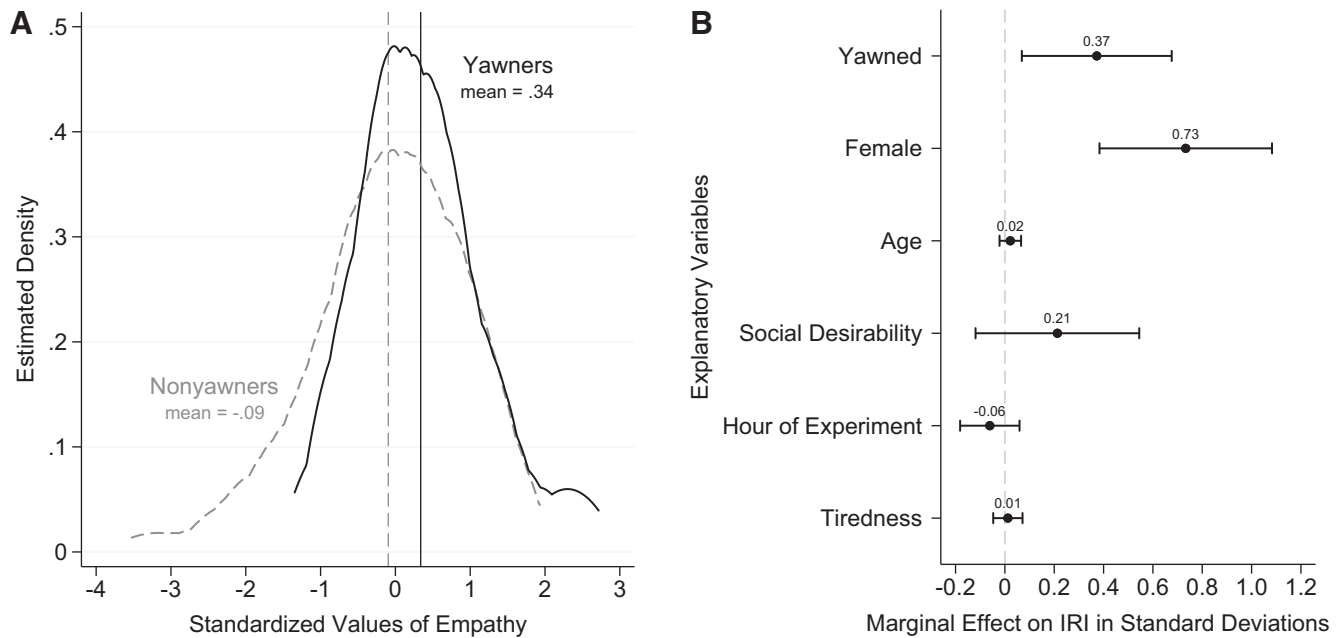 A
.5
.4
.3
.2
.1
0
Estimated Density
Yawners
mean = .34
Nonyawners
mean = -.09
-4 -3 -2 -1 0 1 2 3
Standardized Values of Empathy
B
Explanatory Variables
Yawned
0.37
Female
0.73
Age
0.02
Social Desirability
0.21
Hour of Experiment
-0.06
Tiredness
0.01
-0.2 0 0.2 0.4 0.6 0.8 1.0 1.2
Marginal Effect on IRI in Standard Deviations